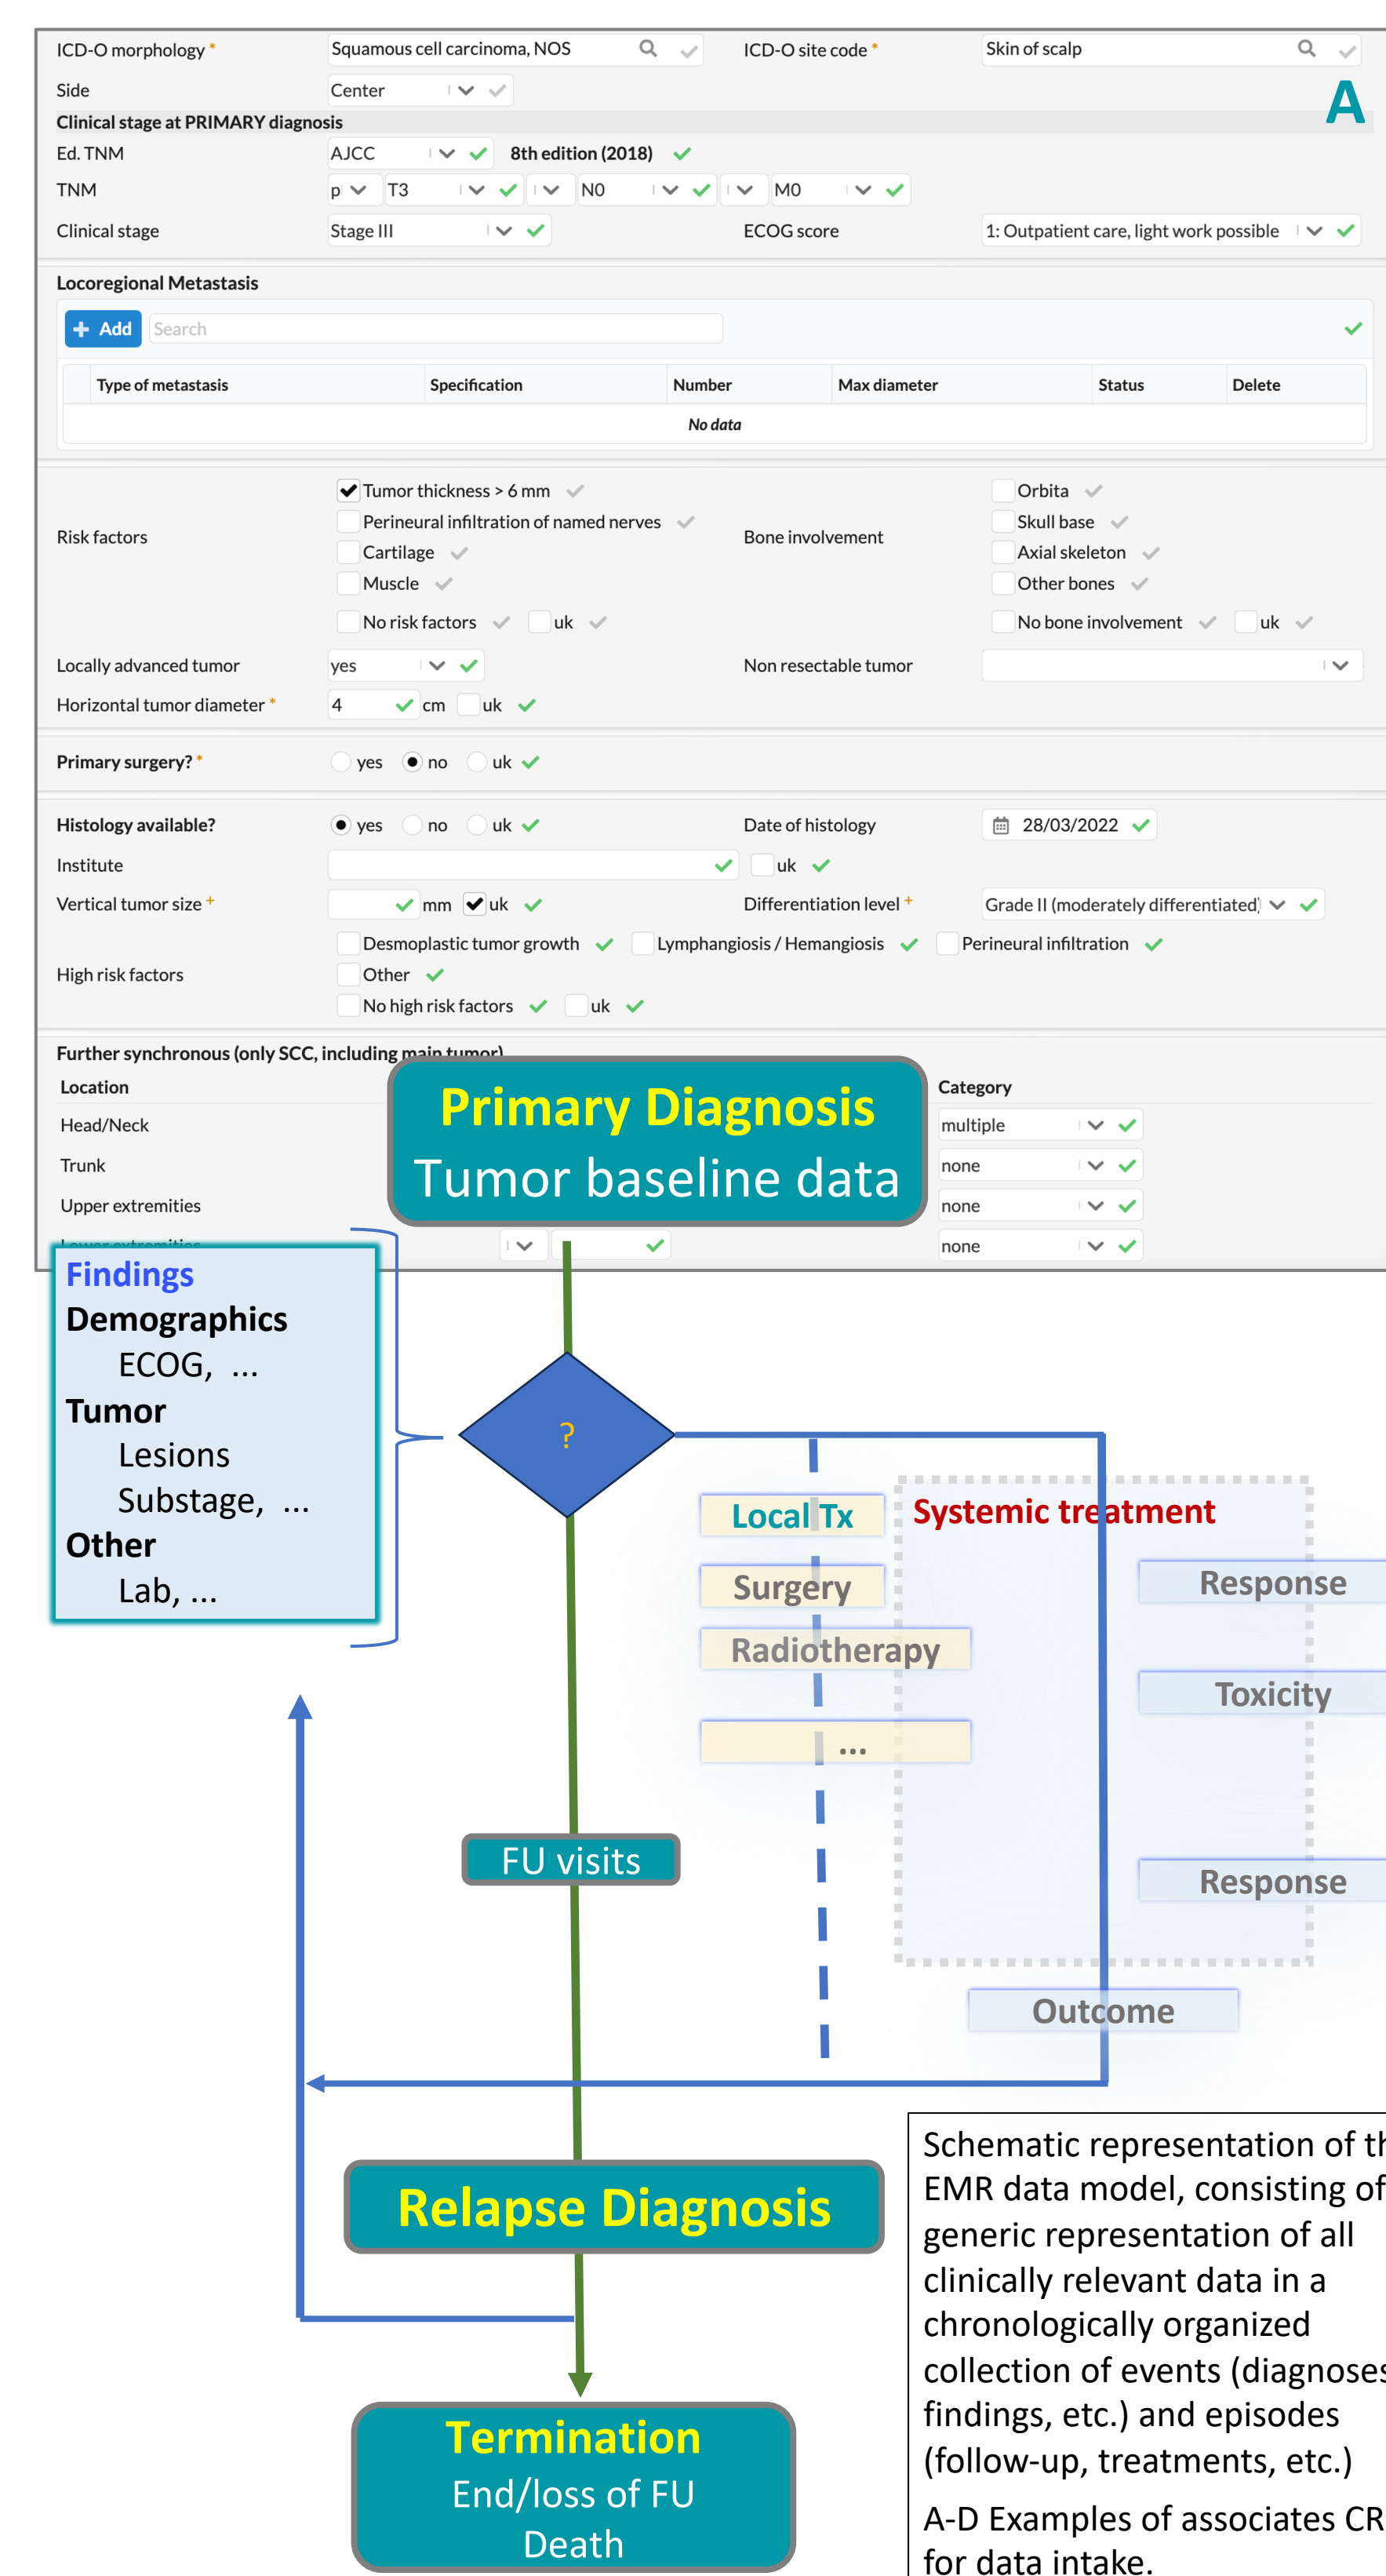 ICD-O morphology * Squamous cell carcinoma, NOS ICD-O site code * Skin of scalp
Side Center
A
Clinical stage at PRIMARY diagnosis
Ed. TNM AJCC 8th edition (2018)
TNM p T3 N0 M0
Clinical stage Stage III ECOG score 1: Outpatient care, light work possible
Locoregional Metastasis
+ Add Search
Type of metastasis Specification Number Max diameter Status Delete
No data
Tumor thickness > 6 mm Orbita
Perineural infiltration of named nerves Skull base
Risk factors Bone involvement
Cartilage Axial skeleton
Muscle Other bones
No risk factors uk No bone involvement uk
Locally advanced tumor yes Non resectable tumor
Horizontal tumor diameter * 4 cm uk
Primary surgery? * yes no uk
Histology available? yes no uk Date of histology 28/03/2022
Institute uk
Vertical tumor size + mm uk Differentiation level + Grade II (moderately differentiated)
Desmoplastic tumor growth Lymphangiosis / Hemangiosis Perineural infiltration
High risk factors Other
No high risk factors uk
Further synchronous (only SCC, including main tumor)
Location Category
Head/Neck multiple
Trunk none
Upper extremities none
Lower extremities none
Primary Diagnosis
Tumor baseline data
Findings
Demographics
ECOG, ...
Tumor
Lesions
Substage, ...
Other
Lab, ...
?
Local Tx
Surgery
Radiotherapy
...
Systemic treatment
Response
Toxicity
Response
Outcome
FU visits
Relapse Diagnosis
Termination
End/loss of FU
Death
Schematic representation of th
EMR data model, consisting of
generic representation of all
clinically relevant data in a
chronologically organized
collection of events (diagnoses
findings, etc.) and episodes
(follow-up, treatments, etc.)
A-D Examples of associates CR
for data intake.